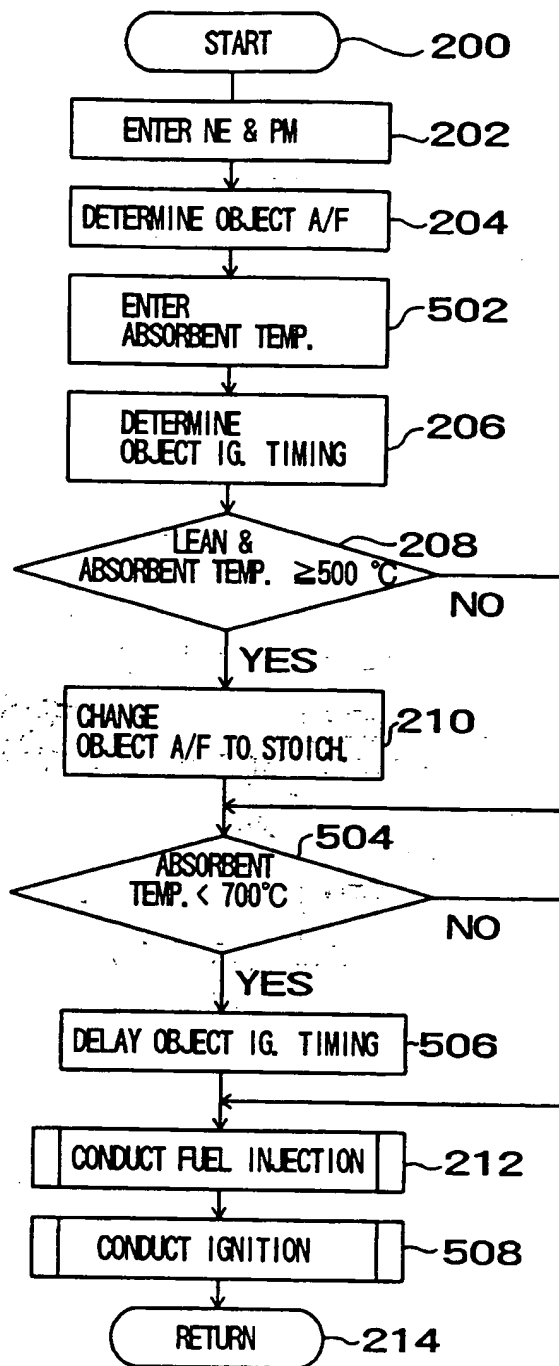 START
200
ENTER NE & PM
202
DETERMINE OBJECT A/F
204
ENTER
ABSORBENT TEMP.
502
DETERMINE
OBJECT IG. TIMING
206
LEAN &
ABSORBENT TEMP. ≥500 °C
208
NO
YES
CHANGE
OBJECT A/F TO STOICH.
210
504
ABSORBENT
TEMP. < 700°C
NO
YES
DELAY OBJECT IG. TIMING
506
CONDUCT FUEL INJECTION
212
CONDUCT IGNITION
508
RETURN
214